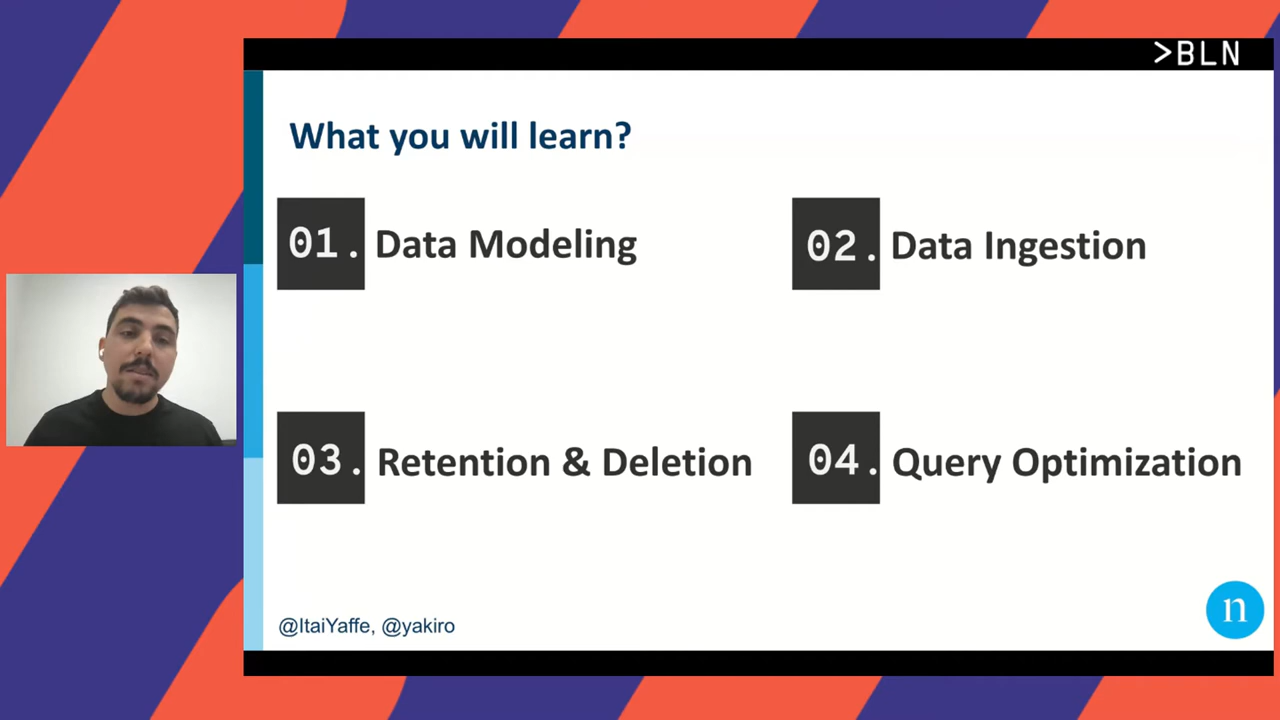 >BLN
What you will learn?
01. Data Modeling
02. Data Ingestion
03. Retention & Deletion
04. Query Optimization
@ItaiYaffe, @yakiro
n